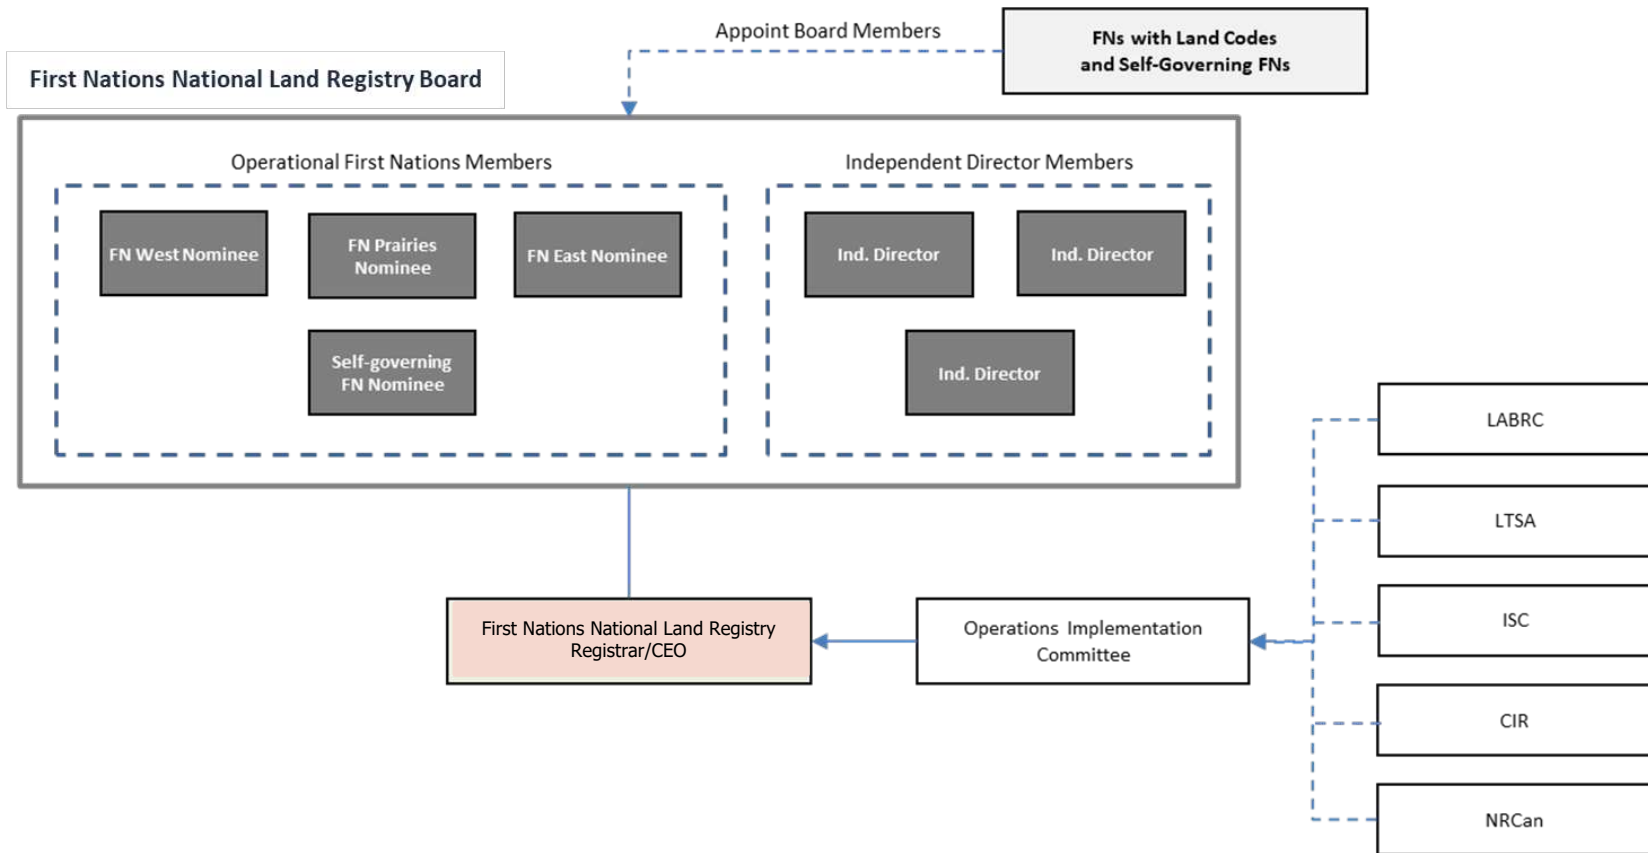 Appoint Board Members
FNs with Land Codes
and Self-Governing FNs
First Nations National Land Registry Board
Operational First Nations Members
Independent Director Members
FN West Nominee
FN Prairies
Nominee
FN East Nominee
Ind. Director
Ind. Director
Self-governing
FN Nominee
Ind. Director
LABRC
LTSA
ISC
CIR
NRCan
First Nations National Land Registry
Registrar/CEO
Operations Implementation
Committee